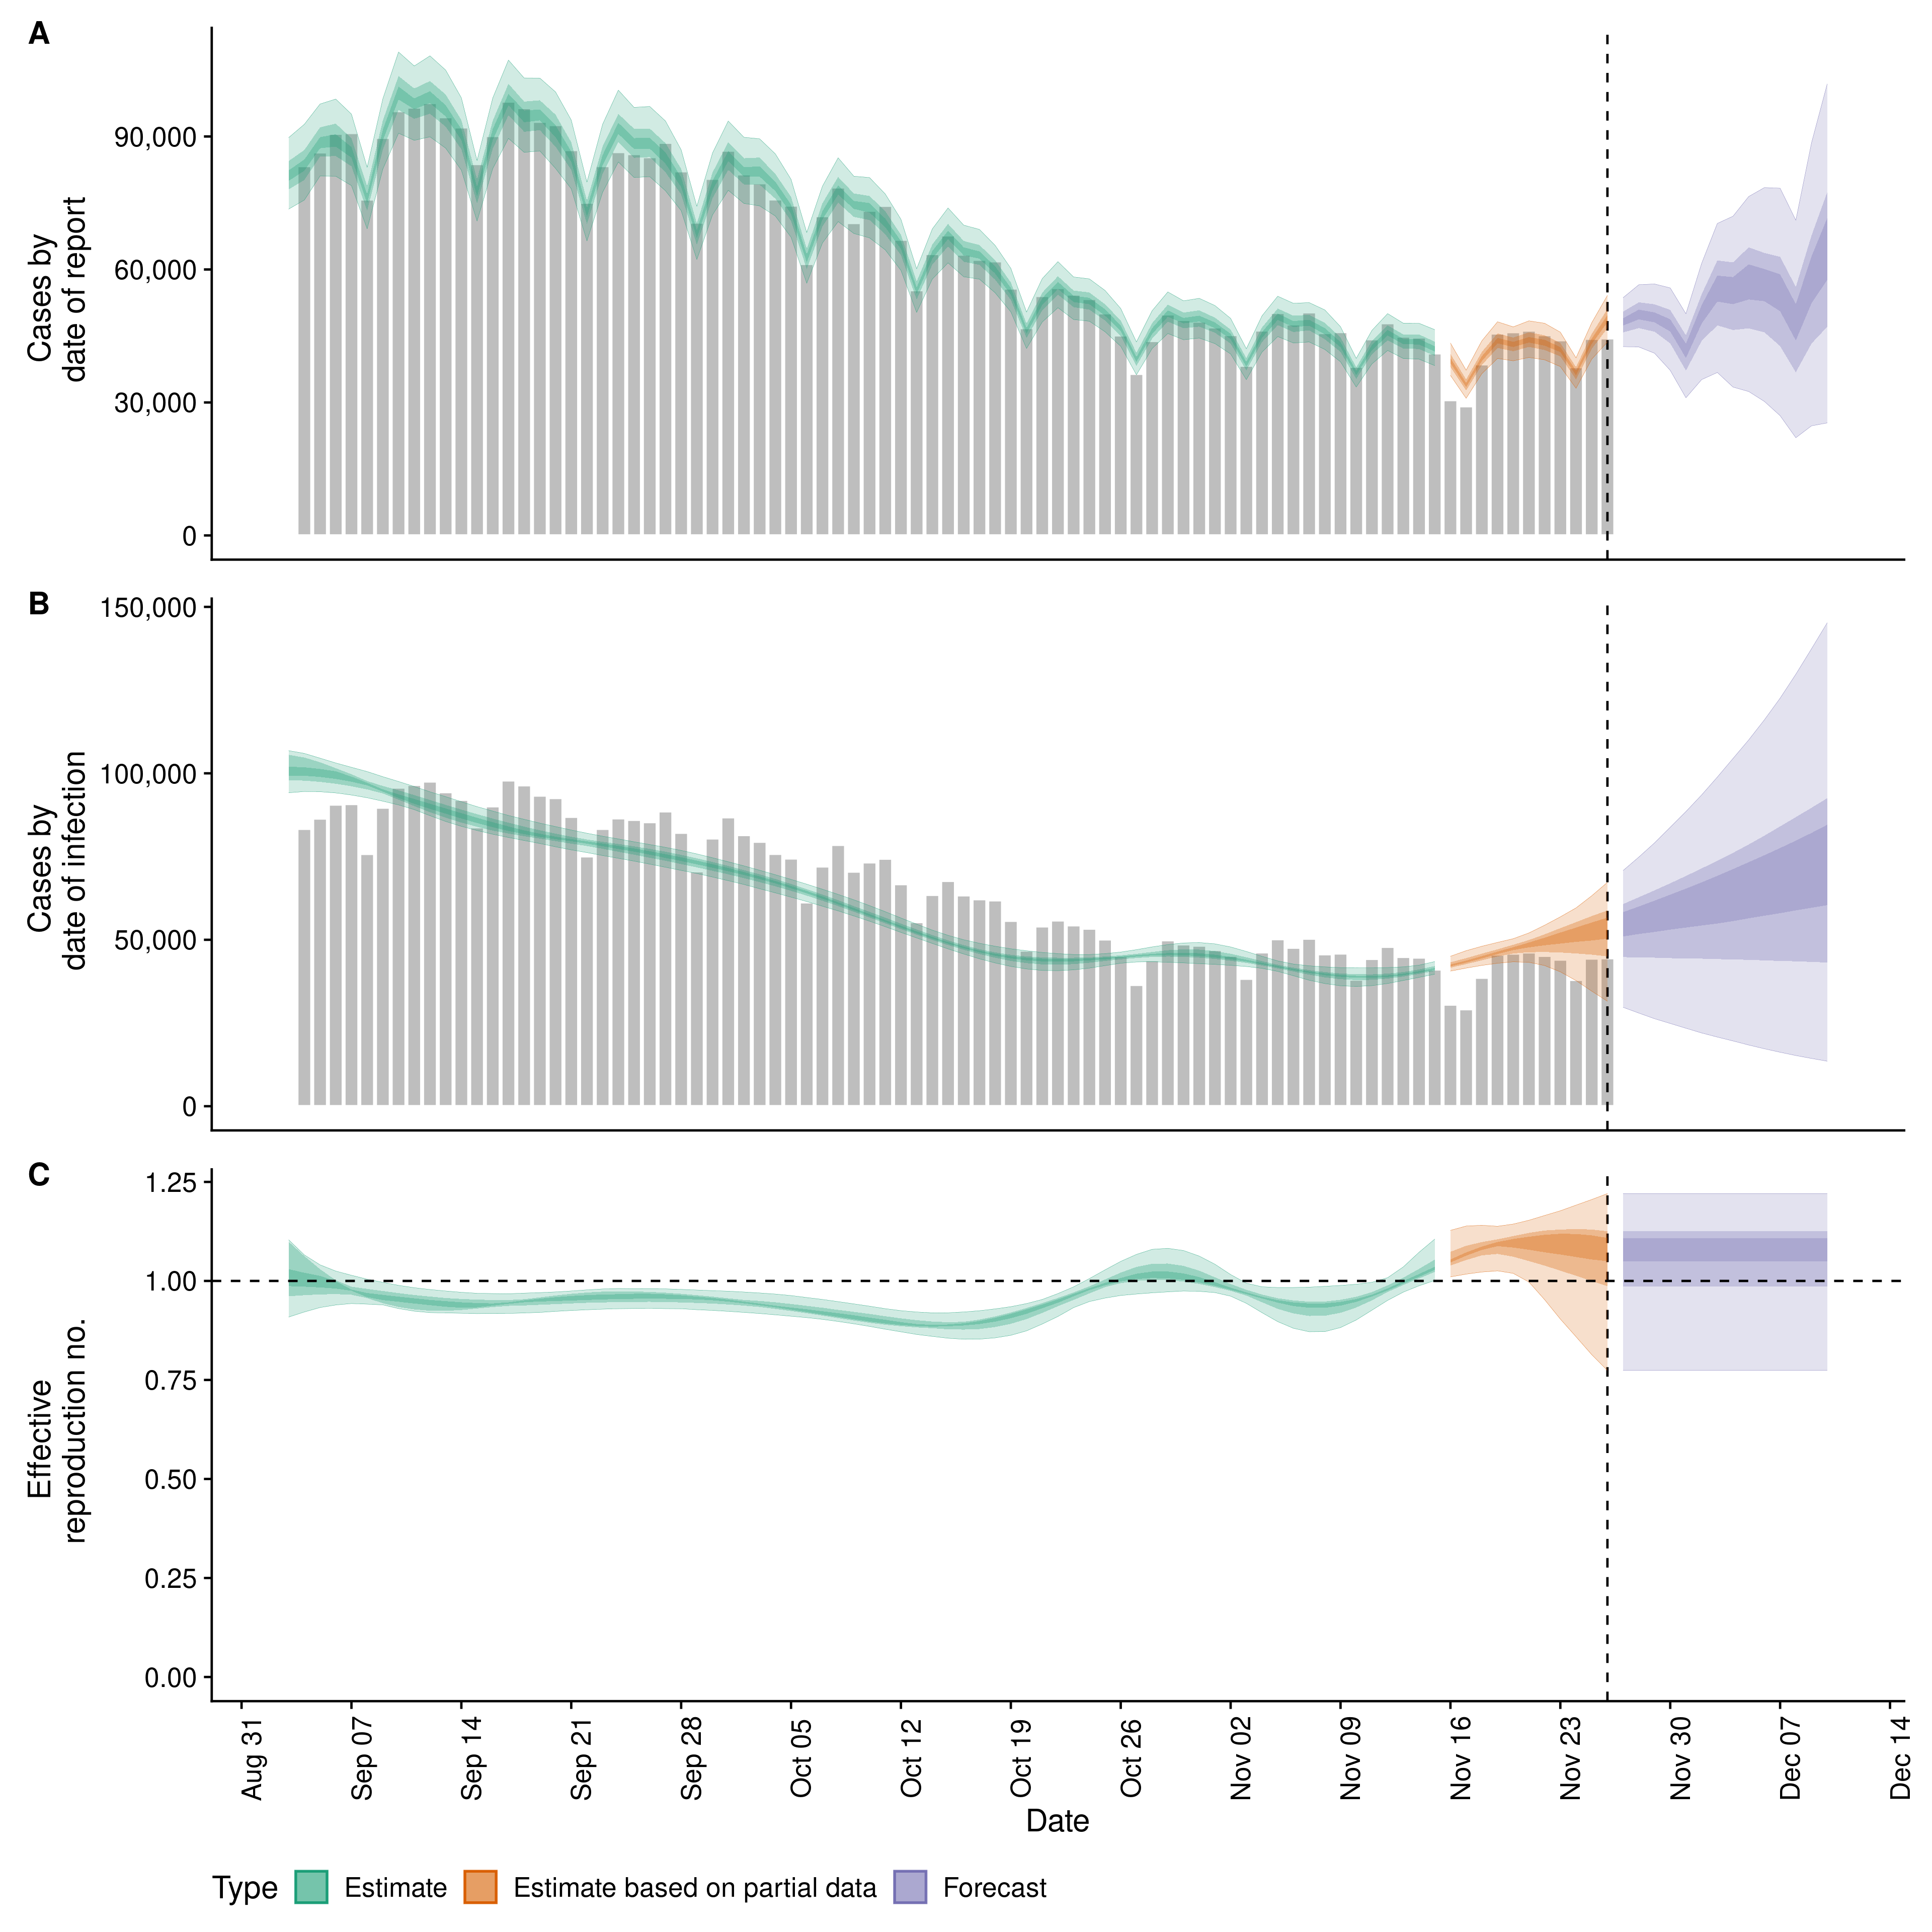 A
Cases by
date of report
90,000
60,000
30,000
0
B
Cases by
date of infection
150,000
100,000
50,000
0
C
Effective
reproduction no.
1.25
1.00
0.75
0.50
0.25
0.00
Aug 31
Sep 07
Sep 14
Sep 21
Sep 28
Oct 05
Oct 12
Oct 19
Oct 26
Nov 02
Nov 09
Nov 16
Nov 23
Nov 30
Dec 07
Dec 14
Date
Type Estimate Estimate based on partial data Forecast